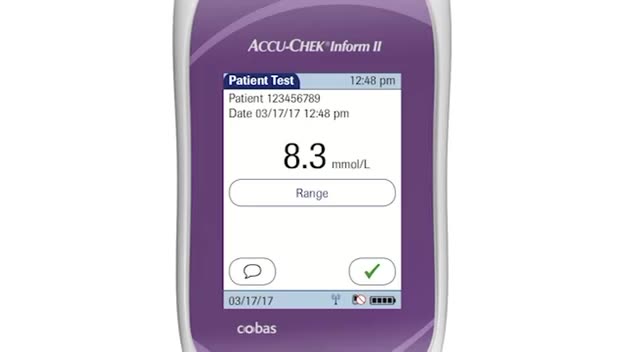 ACCU-CHEK® Inform II
Patient Test 12:48 pm
Patient 123456789
Date 03/17/17 12:48 pm
8.3 mmol/L
Range
03/17/17
cobas